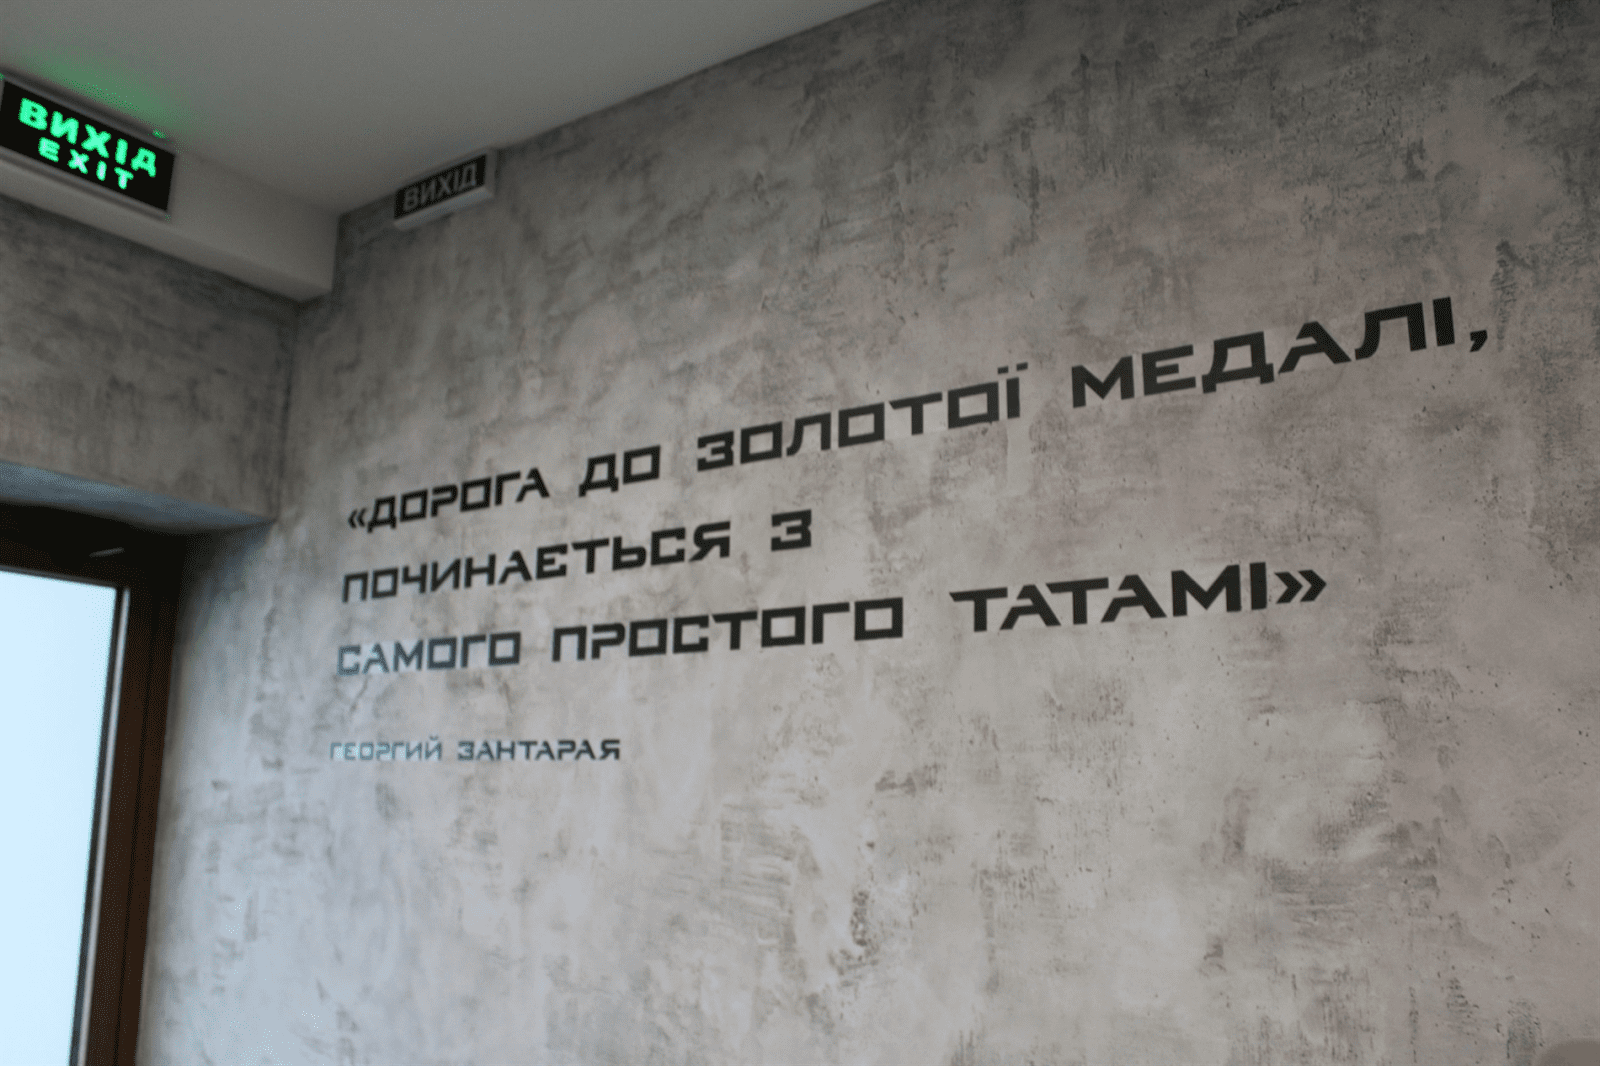 ВИХІД
EXIT
ВИХІД
«ДОРОГА ДО ЗОЛОТОЇ МЕДАЛІ,
ПОЧИНАЄТЬСЯ З
САМОГО ПРОСТОГО ТАТАМІ»
ГЕОРГИЙ ЗАНТАРАЯ